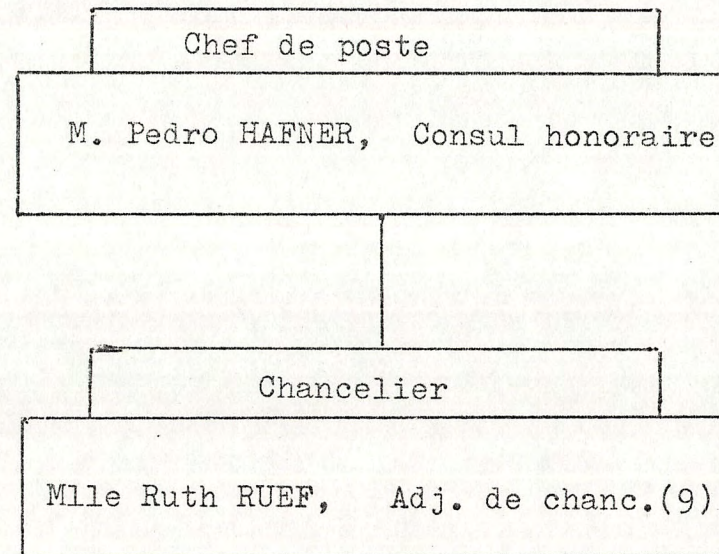 Chef de poste
M. Pedro HAFNER, Consul honoraire
Chancelier
Mlle Ruth RUEF, Adj. de chanc.(9)